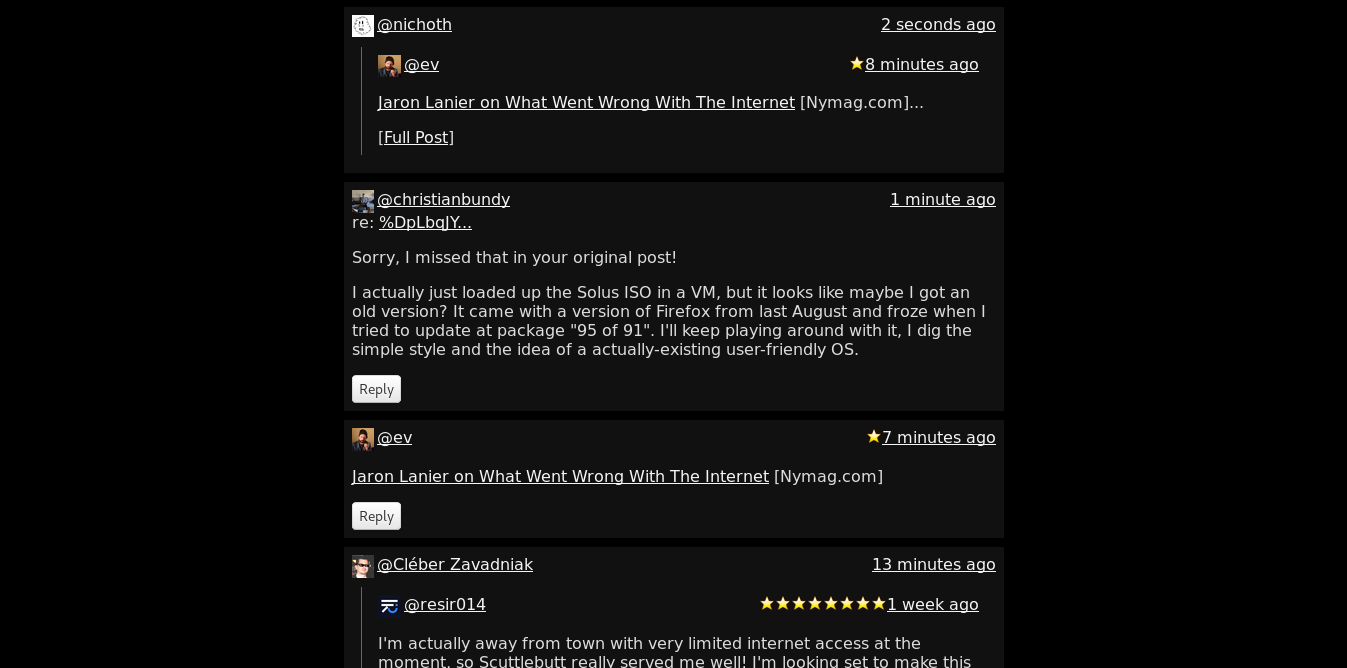 @nichoth 2 seconds ago
@ev 8 minutes ago
Jaron Lanier on What Went Wrong With The Internet [Nymag.com]...
[Full Post]
@christianbundy 1 minute ago
re: %DpLbqJY...
Sorry, I missed that in your original post!
I actually just loaded up the Solus ISO in a VM, but it looks like maybe I got an
old version? It came with a version of Firefox from last August and froze when I
tried to update at package "95 of 91". I'll keep playing around with it, I dig the
simple style and the idea of a actually-existing user-friendly OS.
Reply
@ev 7 minutes ago
Jaron Lanier on What Went Wrong With The Internet [Nymag.com]
Reply
@Cléber Zavadniak 13 minutes ago
@resir014 1 week ago
I'm actually away from town with very limited internet access at the
moment, so Scuttlebutt really served me well! I'm looking set to make this